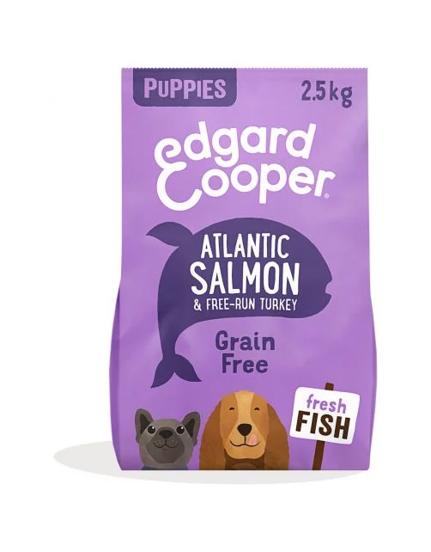 PUPPIES
2.5kg
edgard
Cooper®
ATLANTIC
SALMON
& FREE-RUN TURKEY
Grain
Free
fresh
FISH